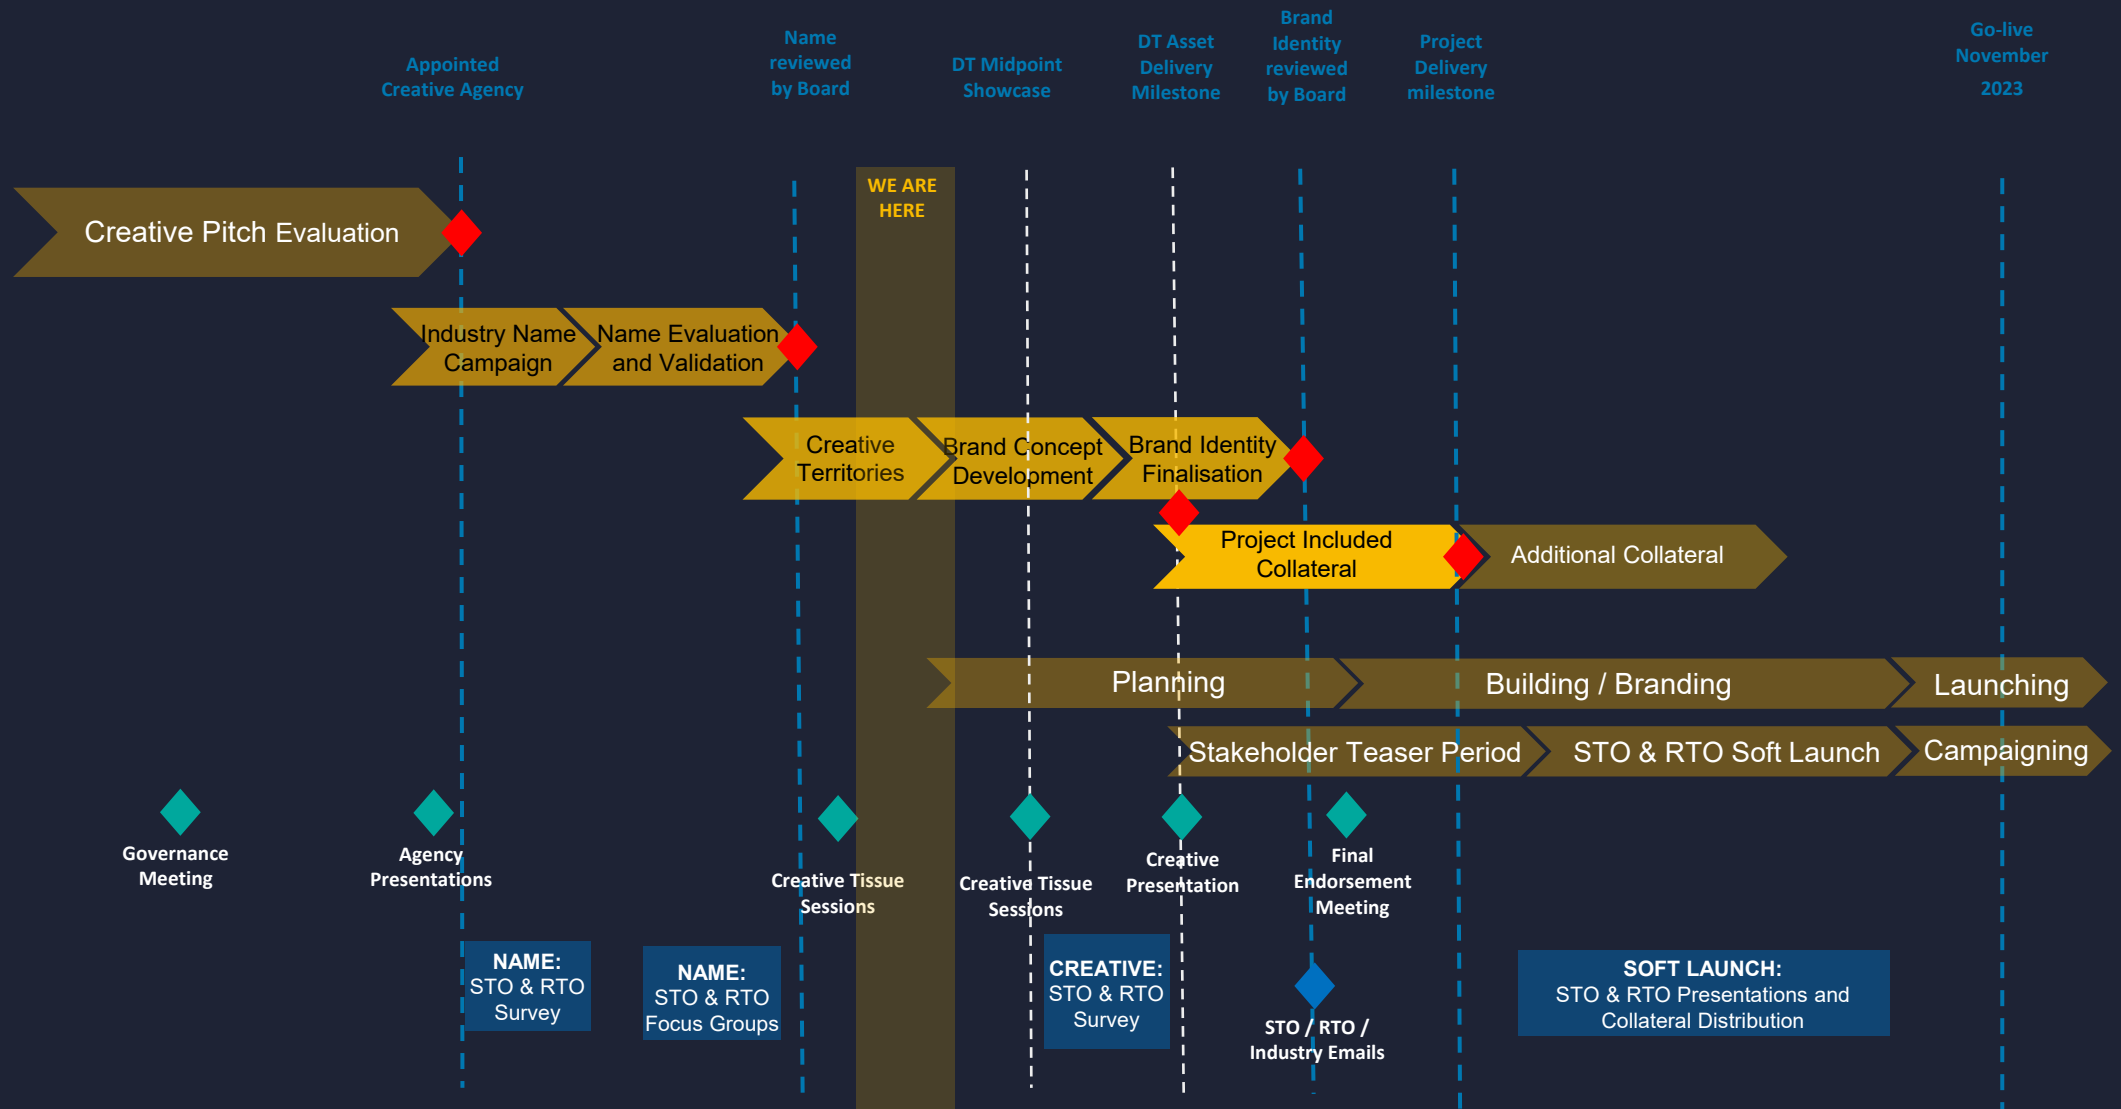 Appointed
Creative Agency
Name
reviewed
by Board
DT Midpoint
Showcase
DT Asset
Delivery
Milestone
Brand
Identity
reviewed
by Board
Project
Delivery
milestone
Go-live
November
2023
WE ARE
HERE
Creative Pitch Evaluation
Industry Name
Campaign
Name Evaluation
and Validation
Creative
Territories
Brand Concept
Development
Brand Identity
Finalisation
Project Included
Collateral
Additional Collateral
Planning
Building / Branding
Launching
Stakeholder Teaser Period
STO & RTO Soft Launch
Campaigning
Governance
Meeting
Agency
Presentations
Creative Tissue
Sessions
Creative Tissue
Sessions
Creative
Presentation
Final
Endorsement
Meeting
NAME:
STO & RTO
Survey
NAME:
STO & RTO
Focus Groups
CREATIVE:
STO & RTO
Survey
STO / RTO /
Industry Emails
SOFT LAUNCH:
STO & RTO Presentations and
Collateral Distribution